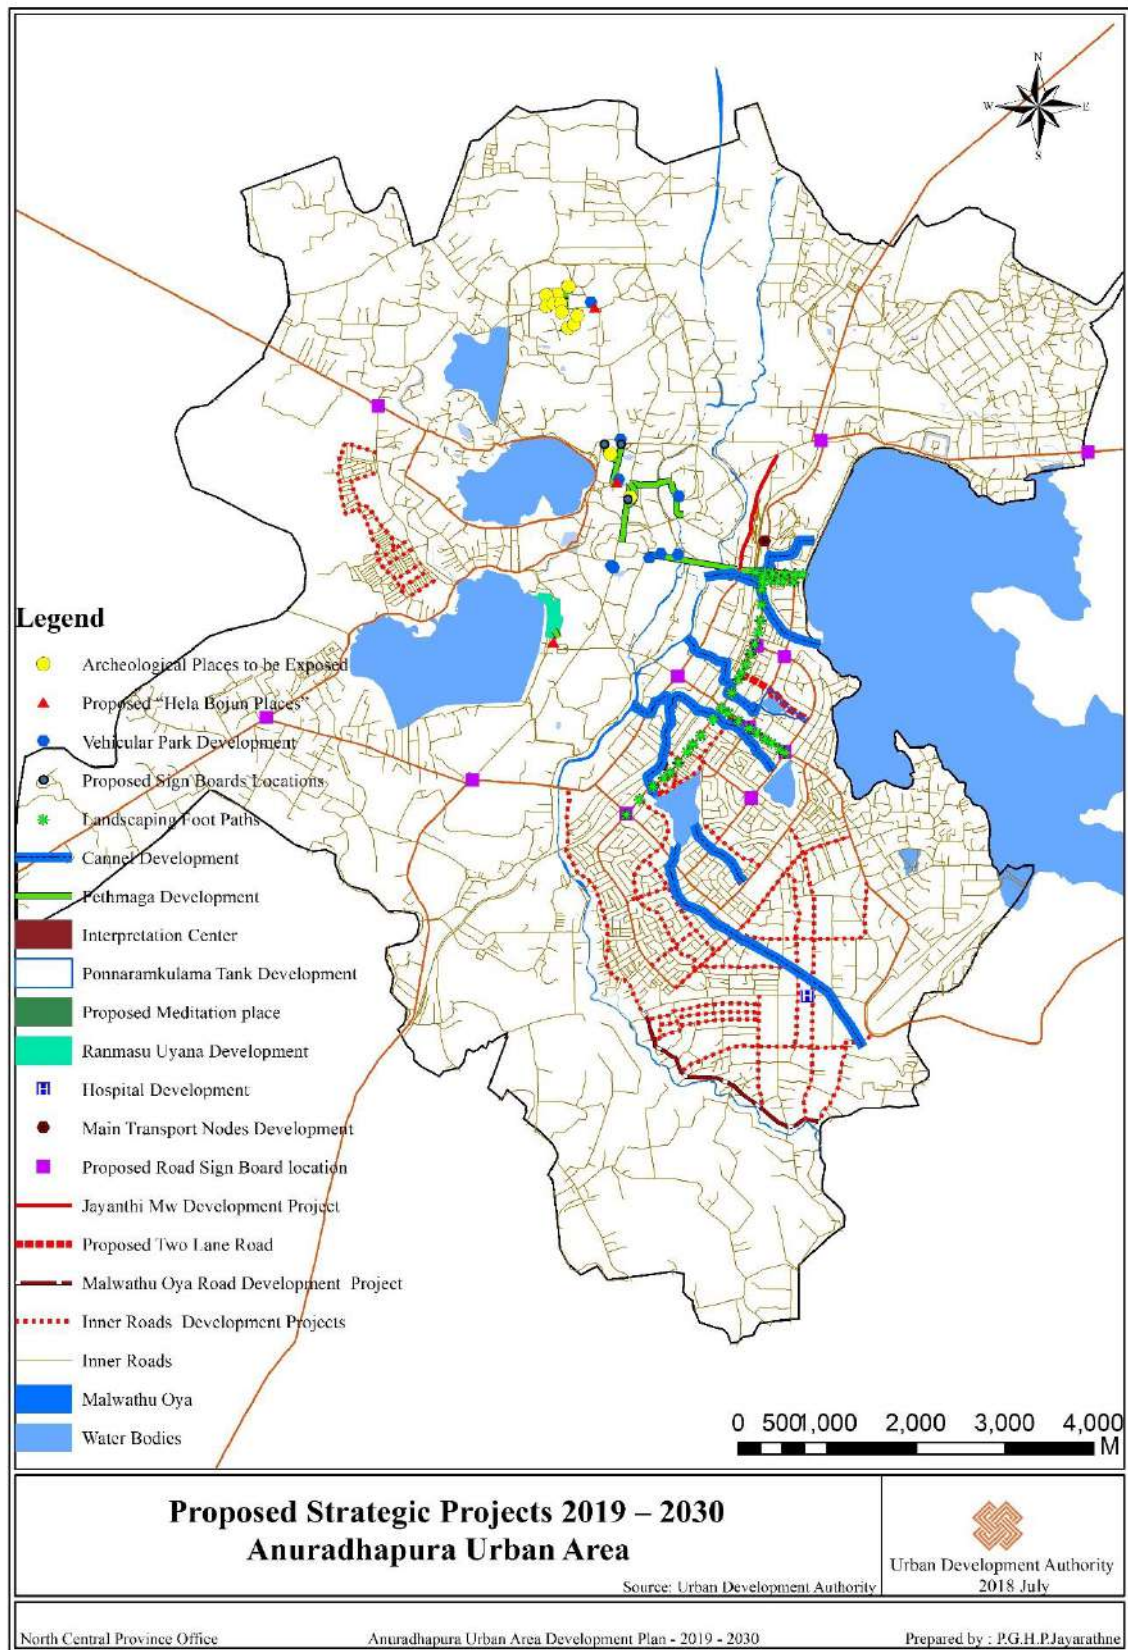 N
W
E
S
Legend
Archeological Places to be Exposed
Proposed "Hela Bojun Places"
Vehicular Park Development
Proposed Sign Boards Locations
Landscaping Foot Paths
Cannel Development
Pethmaga Development
Interpretation Center
Ponnaramkulama Tank Development
Proposed Meditation place
Ranmasu Uyana Development
H
H Hospital Development
Main Transport Nodes Development
Proposed Road Sign Board location
Jayanthi Mw Development Project
Proposed Two Lane Road
Malwathu Oya Road Development Project
Inner Roads Development Projects
Inner Roads
Malwathu Oya
Water Bodies
0 500 1,000 2,000 3,000 4,000
M
Proposed Strategic Projects 2019 – 2030
Anuradhapura Urban Area
Source: Urban Development Authority
Urban Development Authority
2018 July
North Central Province Office
Anuradhapura Urban Area Development Plan - 2019 - 2030
Prepared by : P.G.H.P.Jayarathne